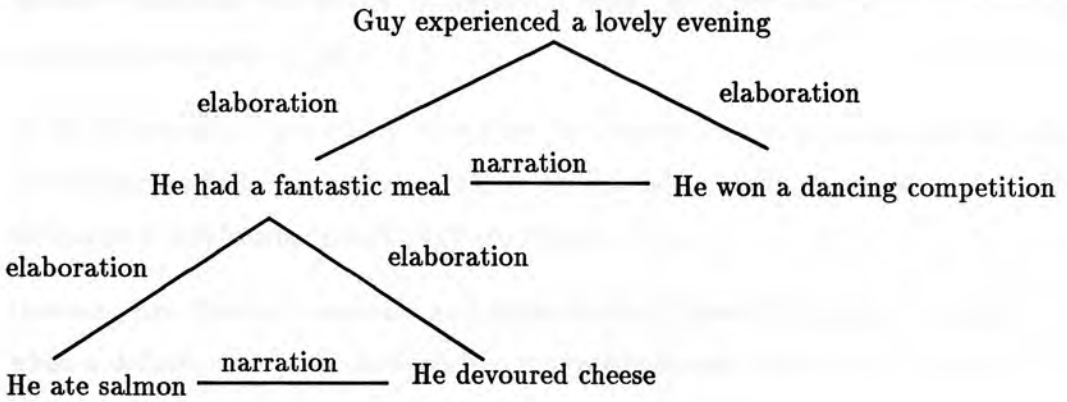 Guy experienced a lovely evening
elaboration
elaboration
narration
He had a fantastic meal
He won a dancing competition
elaboration
elaboration
narration
He ate salmon
He devoured cheese